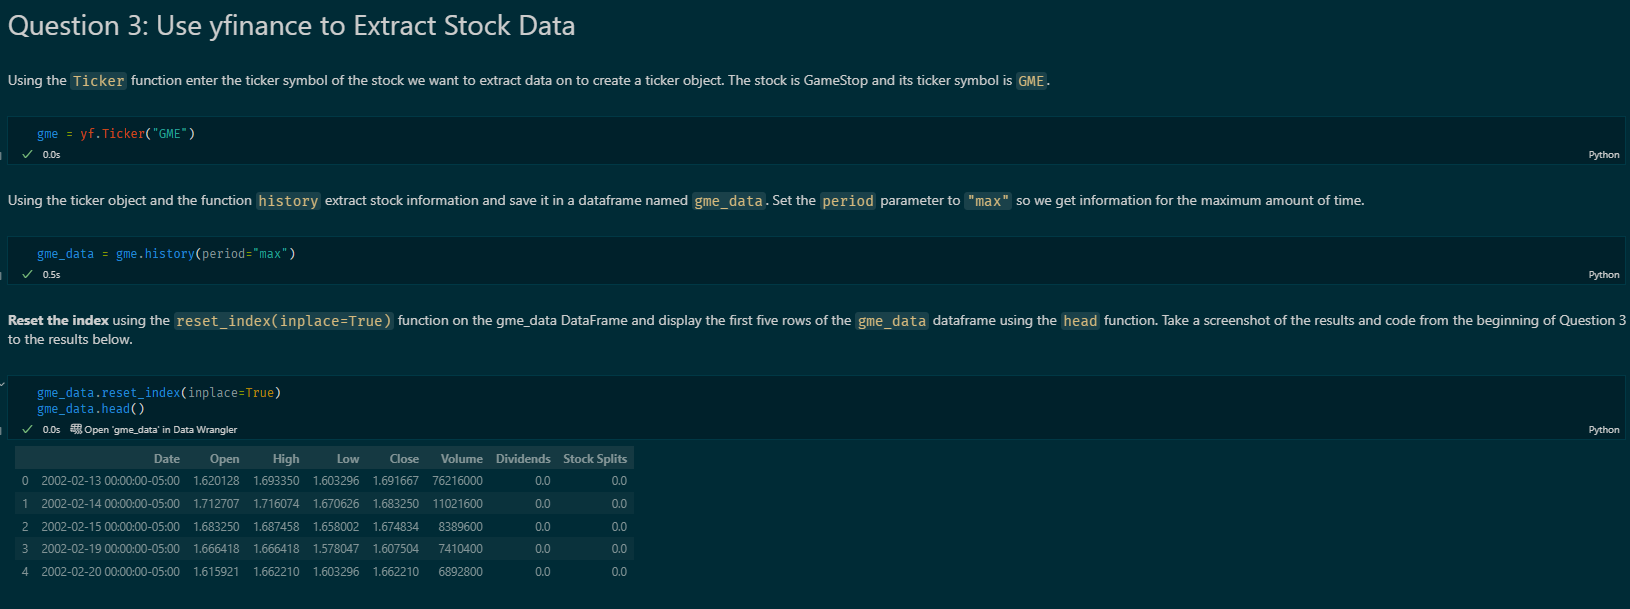 Question 3: Use yfinance to Extract Stock Data
Using the Ticker function enter the ticker symbol of the stock we want to extract data on to create a ticker object. The stock is GameStop and its ticker symbol is GME.
gme = yf.Ticker("GME")
0.0s
Python
Using the ticker object and the function history extract stock information and save it in a dataframe named gme_data. Set the period parameter to "max" so we get information for the maximum amount of time.
gme_data = gme.history(period="max")
0.5s
Python
Reset the index using the reset_index(inplace=True) function on the gme_data DataFrame and display the first five rows of the gme_data dataframe using the head function. Take a screenshot of the results and code from the beginning of Question 3
to the results below.
gme_data.reset_index(inplace=True)
gme_data.head()
0.0s Open 'gme_data' in Data Wrangler
Python
Date Open High Low Close Volume Dividends Stock Splits
0 2002-02-13 00:00:00-05:00 1.620128 1.693350 1.603296 1.691667 76216000 0.0 0.0
1 2002-02-14 00:00:00-05:00 1.712707 1.716074 1.670626 1.683250 11021600 0.0 0.0
2 2002-02-15 00:00:00-05:00 1.683250 1.687458 1.658002 1.674834 8389600 0.0 0.0
3 2002-02-19 00:00:00-05:00 1.666418 1.666418 1.578047 1.607504 7410400 0.0 0.0
4 2002-02-20 00:00:00-05:00 1.615921 1.662210 1.603296 1.662210 6892800 0.0 0.0